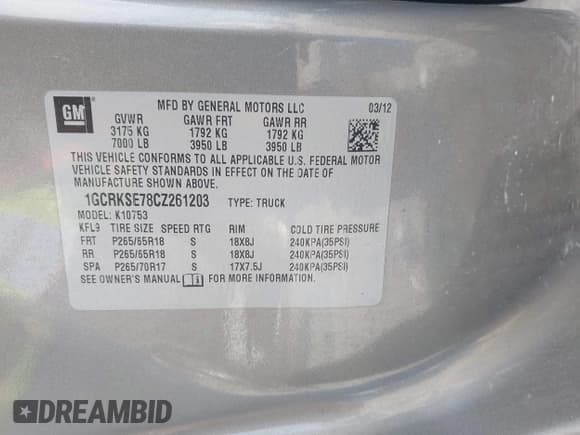 GM
MFD BY GENERAL MOTORS LLC 03/12
GVWR GAWR FRT GAWR RR
3175 KG 1792 KG 1792 KG
7000 LB 3950 LB 3950 LB
THIS VEHICLE CONFORMS TO ALL APPLICABLE U.S. FEDERAL MOTOR
VEHICLE SAFETY STANDARDS IN EFFECT ON THE DATE OF
MANUFACTURE SHOWN ABOVE.
1GCRKSE78CZ261203 TYPE: TRUCK
MODEL: K10753
KFL9 TIRE SIZE SPEED RTG RIM COLD TIRE PRESSURE
FRT P265/65R18 S 18X8J 240KPA(35PSI)
RR P265/65R18 S 18X8J 240KPA(35PSI)
SPA P265/70R17 S 17X7.5J 240KPA(35PSI)
SEE OWNER'S MANUAL FOR MORE INFORMATION.
DREAMBID